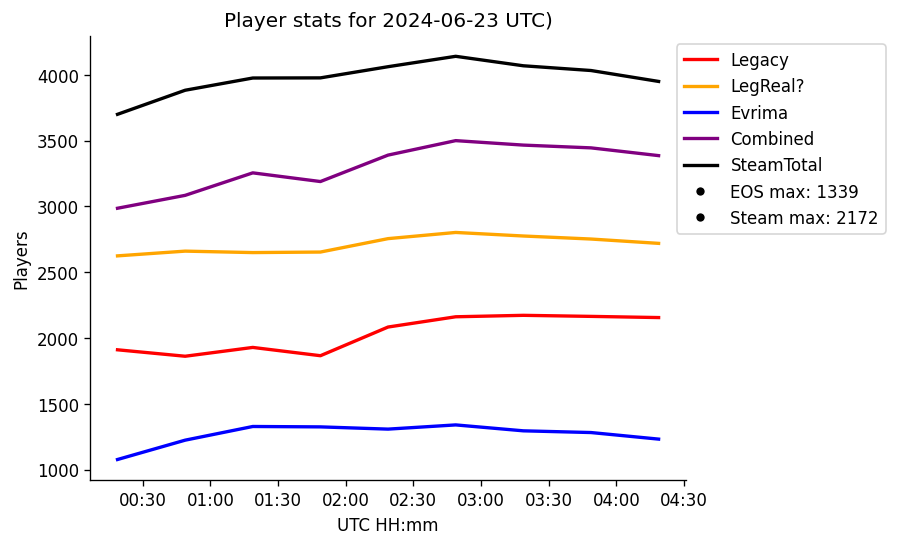 Player stats for 2024-06-23 UTC)
Legacy
LegReal?
Evrima
Combined
SteamTotal
EOS max: 1339
Steam max: 2172
Players
4000
3500
3000
2500
2000
1500
1000
00:30 01:00 01:30 02:00 02:30 03:00 03:30 04:00 04:30
UTC HH:mm